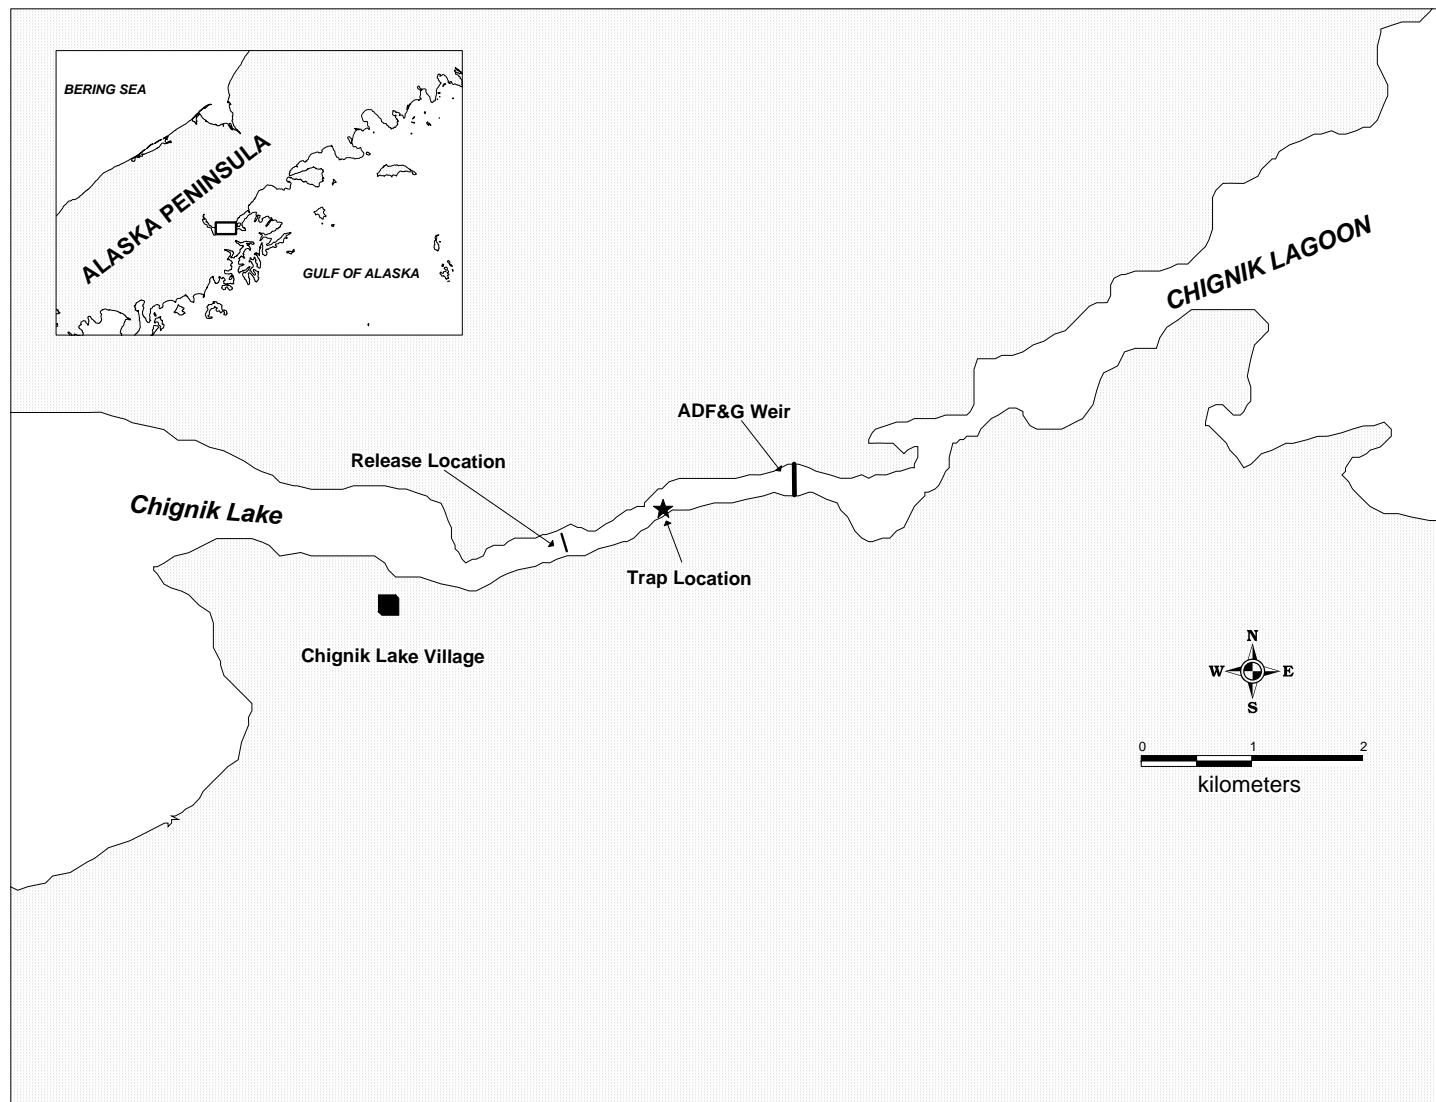 BERING SEA
ALASKA PENINSULA
GULF OF ALASKA
CHIGNIK LAGOON
ADF&G Weir
Release Location
Chignik Lake
Trap Location
Chignik Lake Village
N
W E
S
0 1 2
kilometers